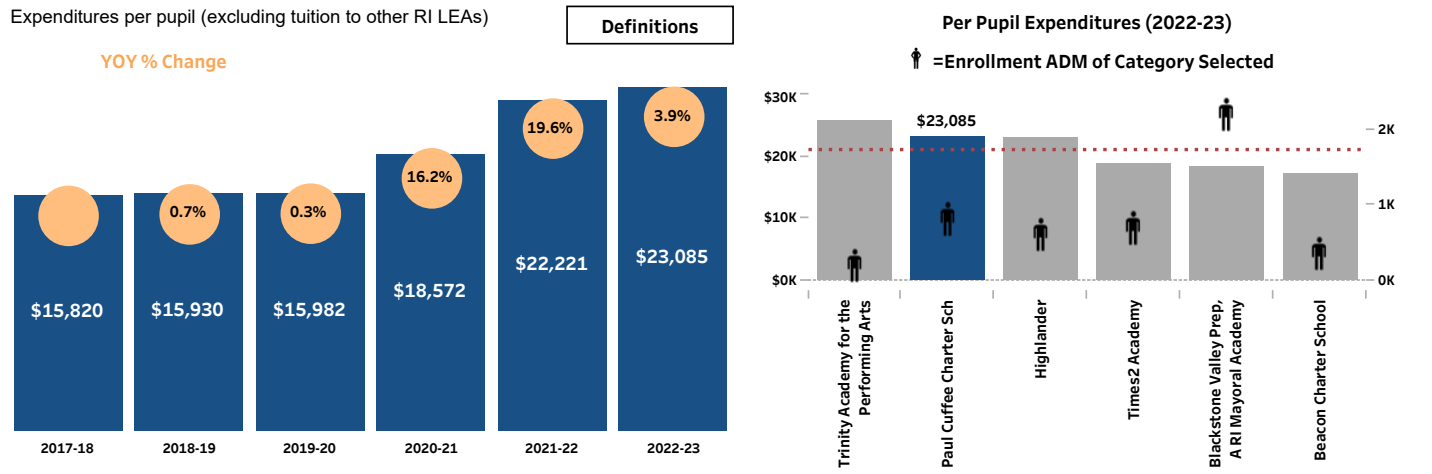 Expenditures per pupil (excluding tuition to other RI LEAs)
Definitions
YOY % Change
0.7%
0.3%
16.2%
19.6%
3.9%
$15,820
$15,930
$15,982
$18,572
$22,221
$23,085
2017-18
2018-19
2019-20
2020-21
2021-22
2022-23
Per Pupil Expenditures (2022-23)
=Enrollment ADM of Category Selected
$30K
$20K
$10K
$0K
$23,085
2K
1K
0K
Trinity Academy for the
Performing Arts
Paul Cuffee Charter Sch
Highlander
Times2 Academy
Blackstone Valley Prep,
A RI Mayoral Academy
Beacon Charter School